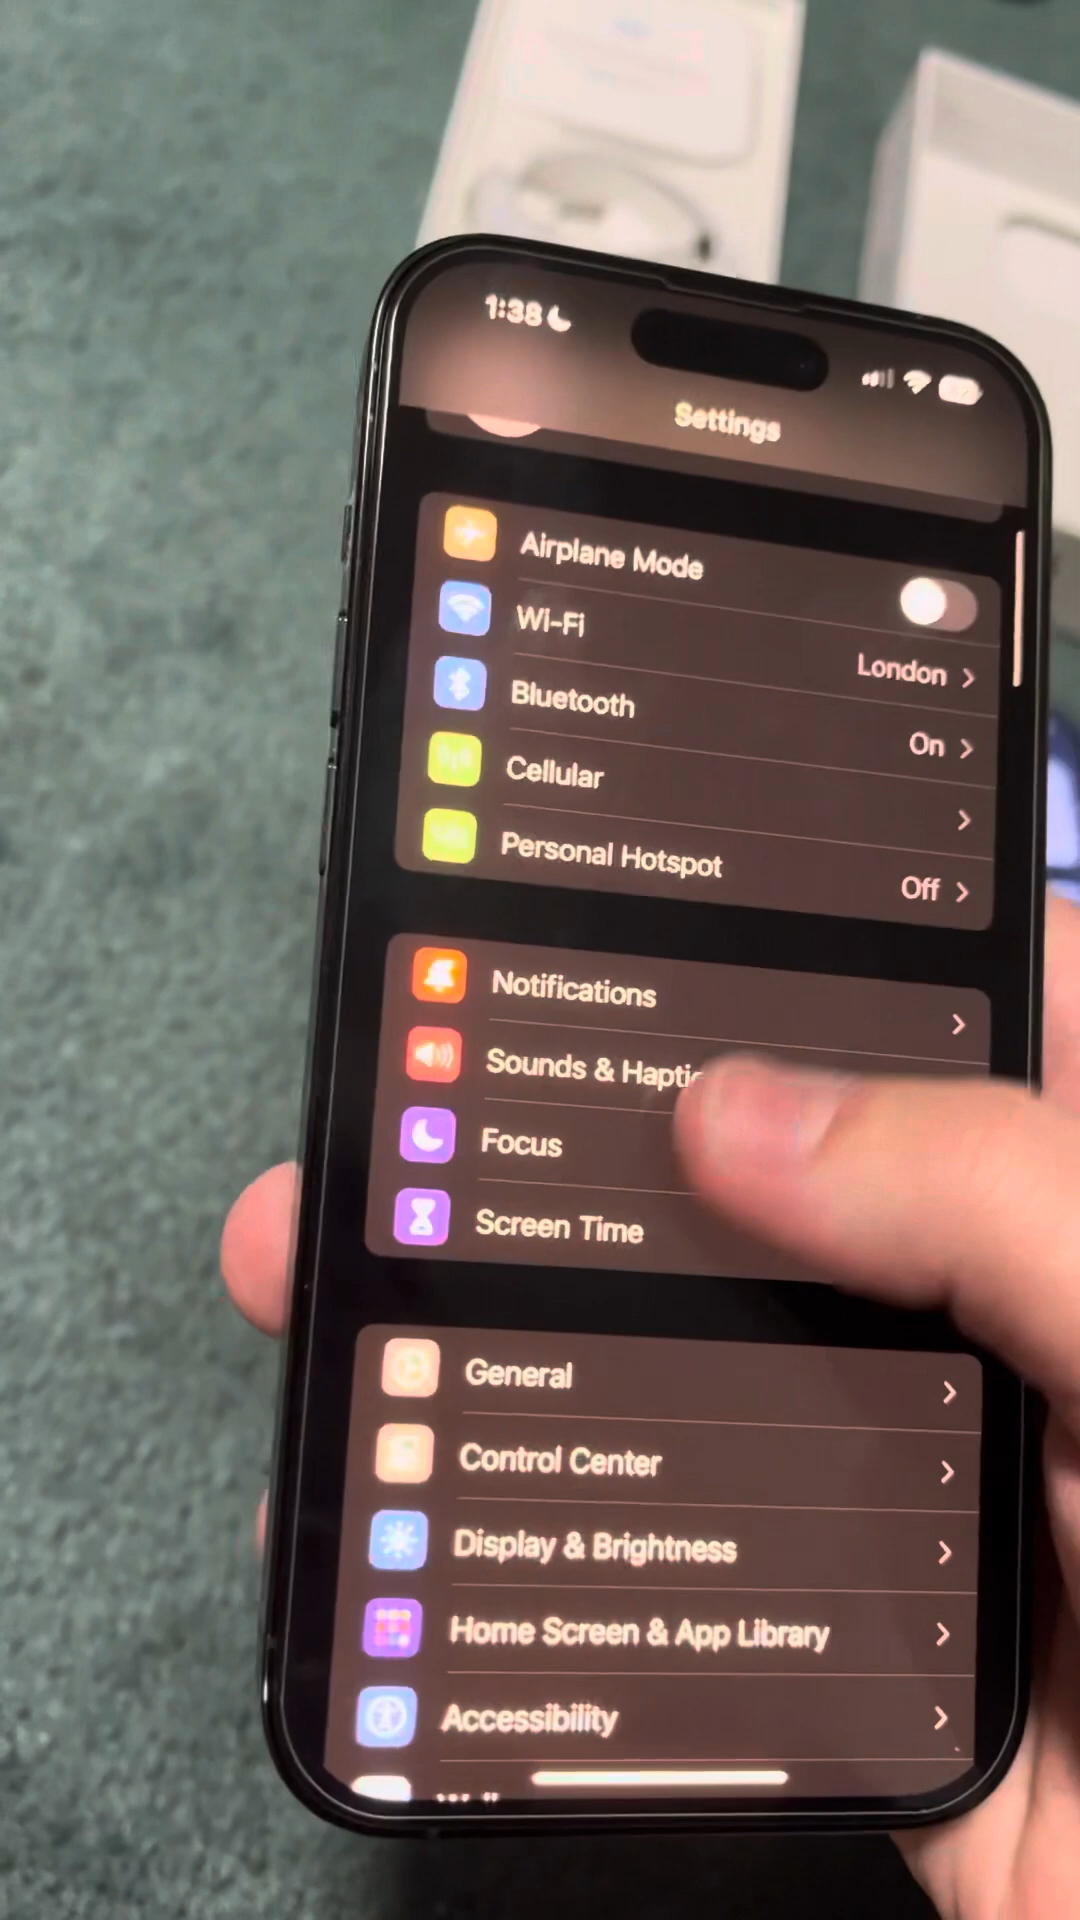 1:38
Settings
Airplane Mode
Wi-Fi London
Bluetooth On
Cellular
Personal Hotspot Off
Notifications
Sounds & Haptic
Focus
Screen Time
General
Control Center
Display & Brightness
Home Screen & App Library
Accessibility